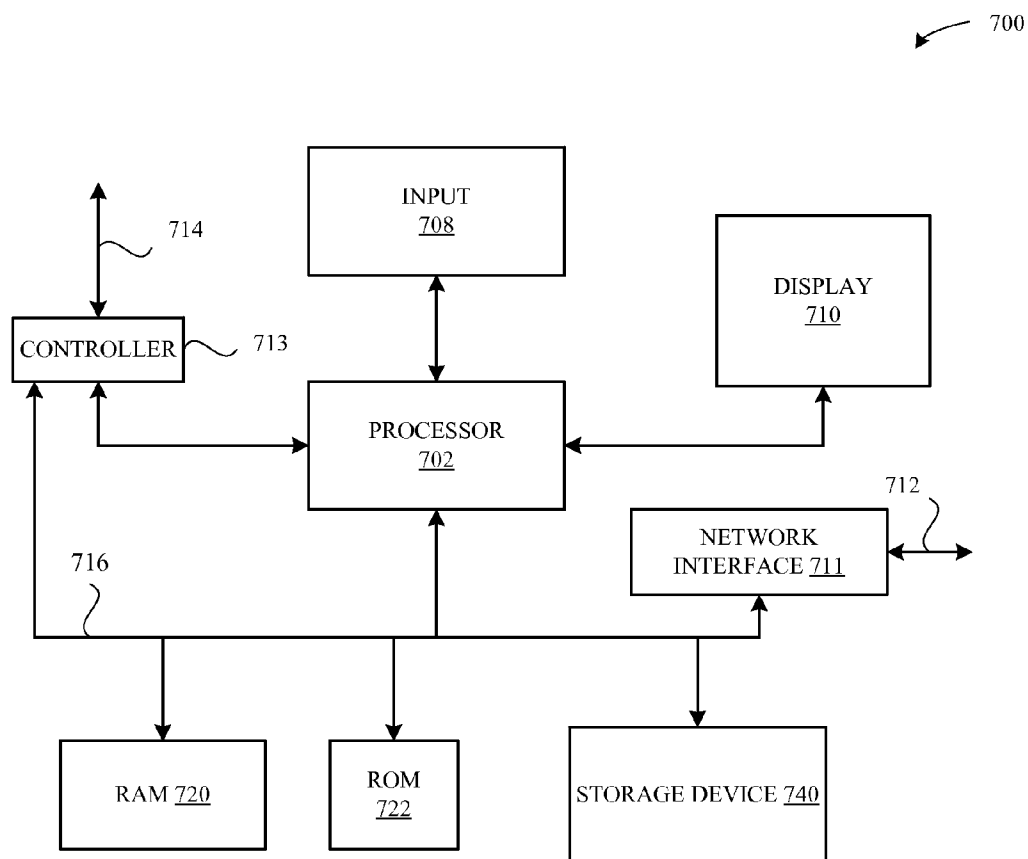 700
INPUT
708
714
DISPLAY
710
CONTROLLER
713
PROCESSOR
702
712
NETWORK
INTERFACE 711
716
RAM 720
ROM
722
STORAGE DEVICE 740